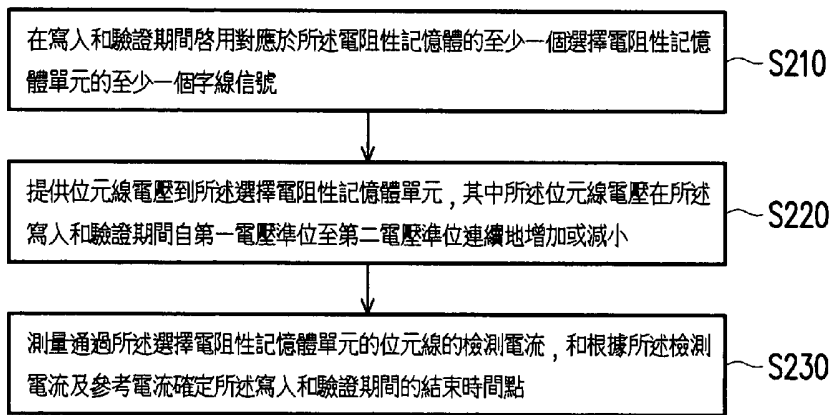 在寫入和驗證期間啓用對應於所述電阻性記憶體的至少一個選擇電阻性記憶
體單元的至少一個字線信號
S210
提供位元線電壓到所述選擇電阻性記憶體單元，其中所述位元線電壓在所述
寫入和驗證期間自第一電壓準位至第二電壓準位連續地增加或減小
S220
測量通過所述選擇電阻性記憶體單元的位元線的檢測電流，和根據所述檢測
電流及參考電流確定所述寫入和驗證期間的結束時間點
S230